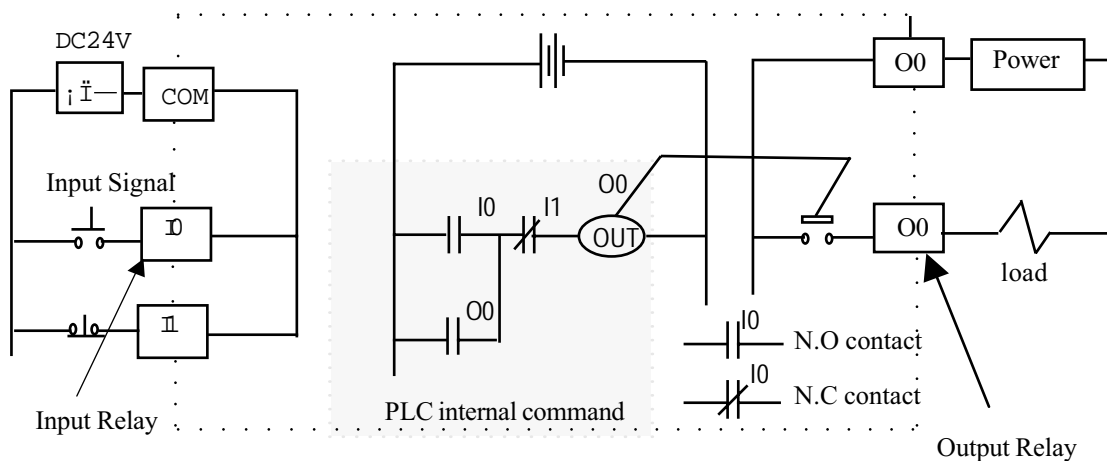 DC24V
COM
Input Signal
I0
I1
Input Relay
I0
I1
O0
OUT
O0
PLC internal command
O0
Power
O0
load
I0
N.O contact
I0
N.C contact
Output Relay